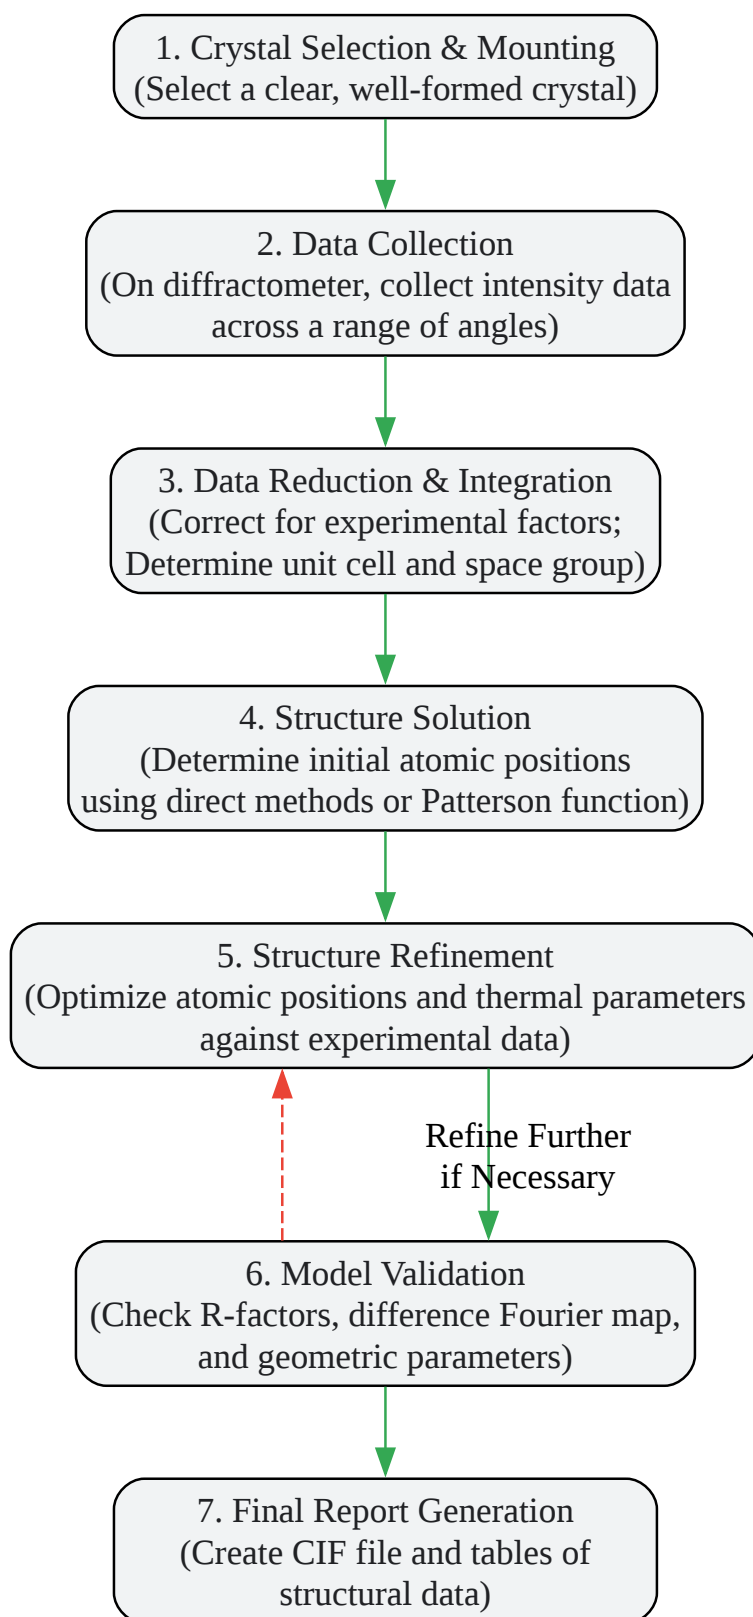 1. Crystal Selection & Mounting
(Select a clear, well-formed crystal)
2. Data Collection
(On diffractometer, collect intensity data
across a range of angles)
3. Data Reduction & Integration
(Correct for experimental factors;
Determine unit cell and space group)
4. Structure Solution
(Determine initial atomic positions
using direct methods or Patterson function)
5. Structure Refinement
(Optimize atomic positions and thermal parameters
against experimental data)
Refine Further
if Necessary
6. Model Validation
(Check R-factors, difference Fourier map,
and geometric parameters)
7. Final Report Generation
(Create CIF file and tables of
structural data)